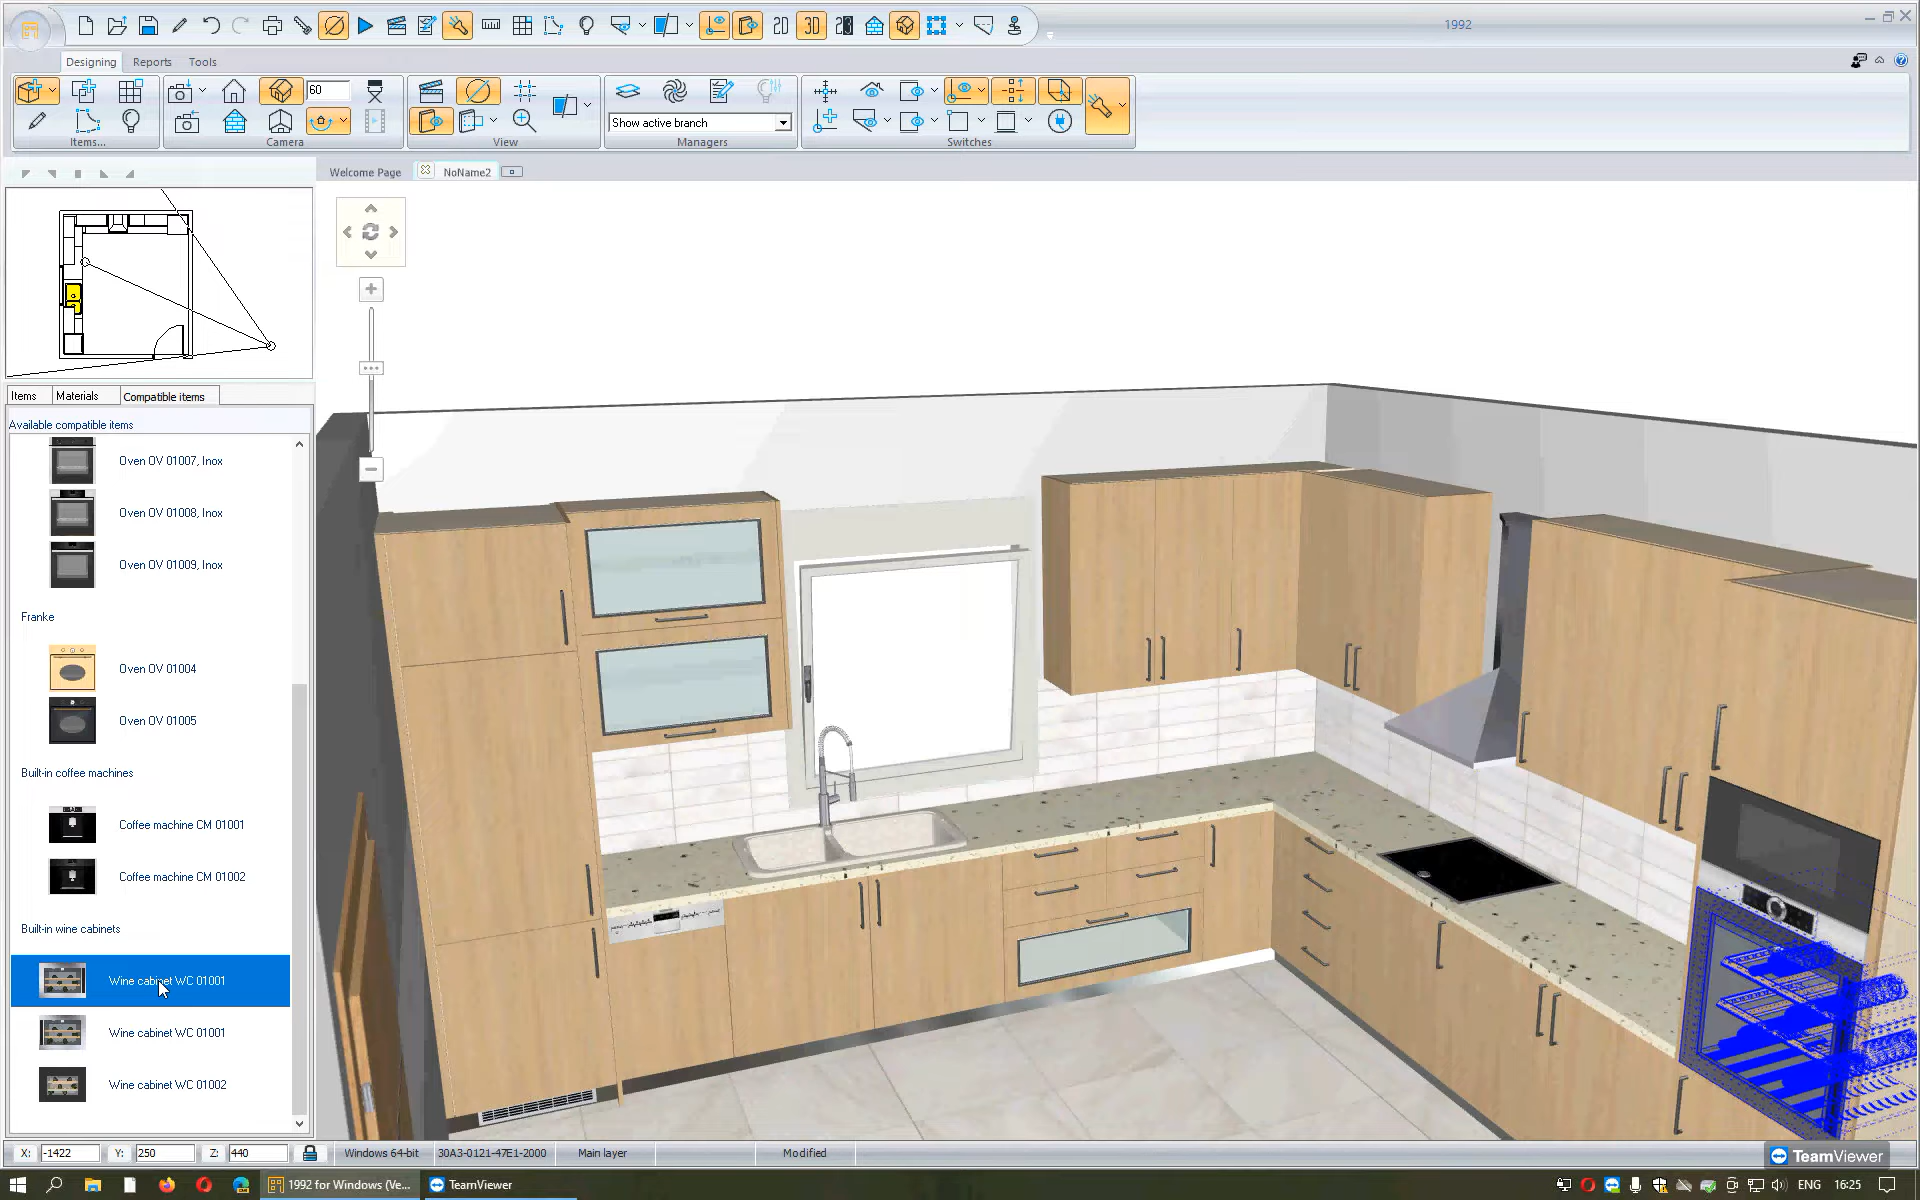 1992
Designing Reports Tools
60
Show active branch
Items... Camera View Managers Switches
Welcome Page NoName2
Items Materials Compatible items
Available compatible items
Oven OV 01007, Inox
Oven OV 01008, Inox
Oven OV 01009, Inox
Franke
Oven OV 01004
Oven OV 01005
Built-in coffee machines
Coffee machine CM 01001
Coffee machine CM 01002
Built-in wine cabinets
Wine cabinet WC 01001
Wine cabinet WC 01001
Wine cabinet WC 01002
X: -1422 Y: 250 Z: 440 Windows 64-bit 30A3-0121-47E1-2000 Main layer Modified
TeamViewer
1992 for Windows (Ve... TeamViewer ENG 16:25